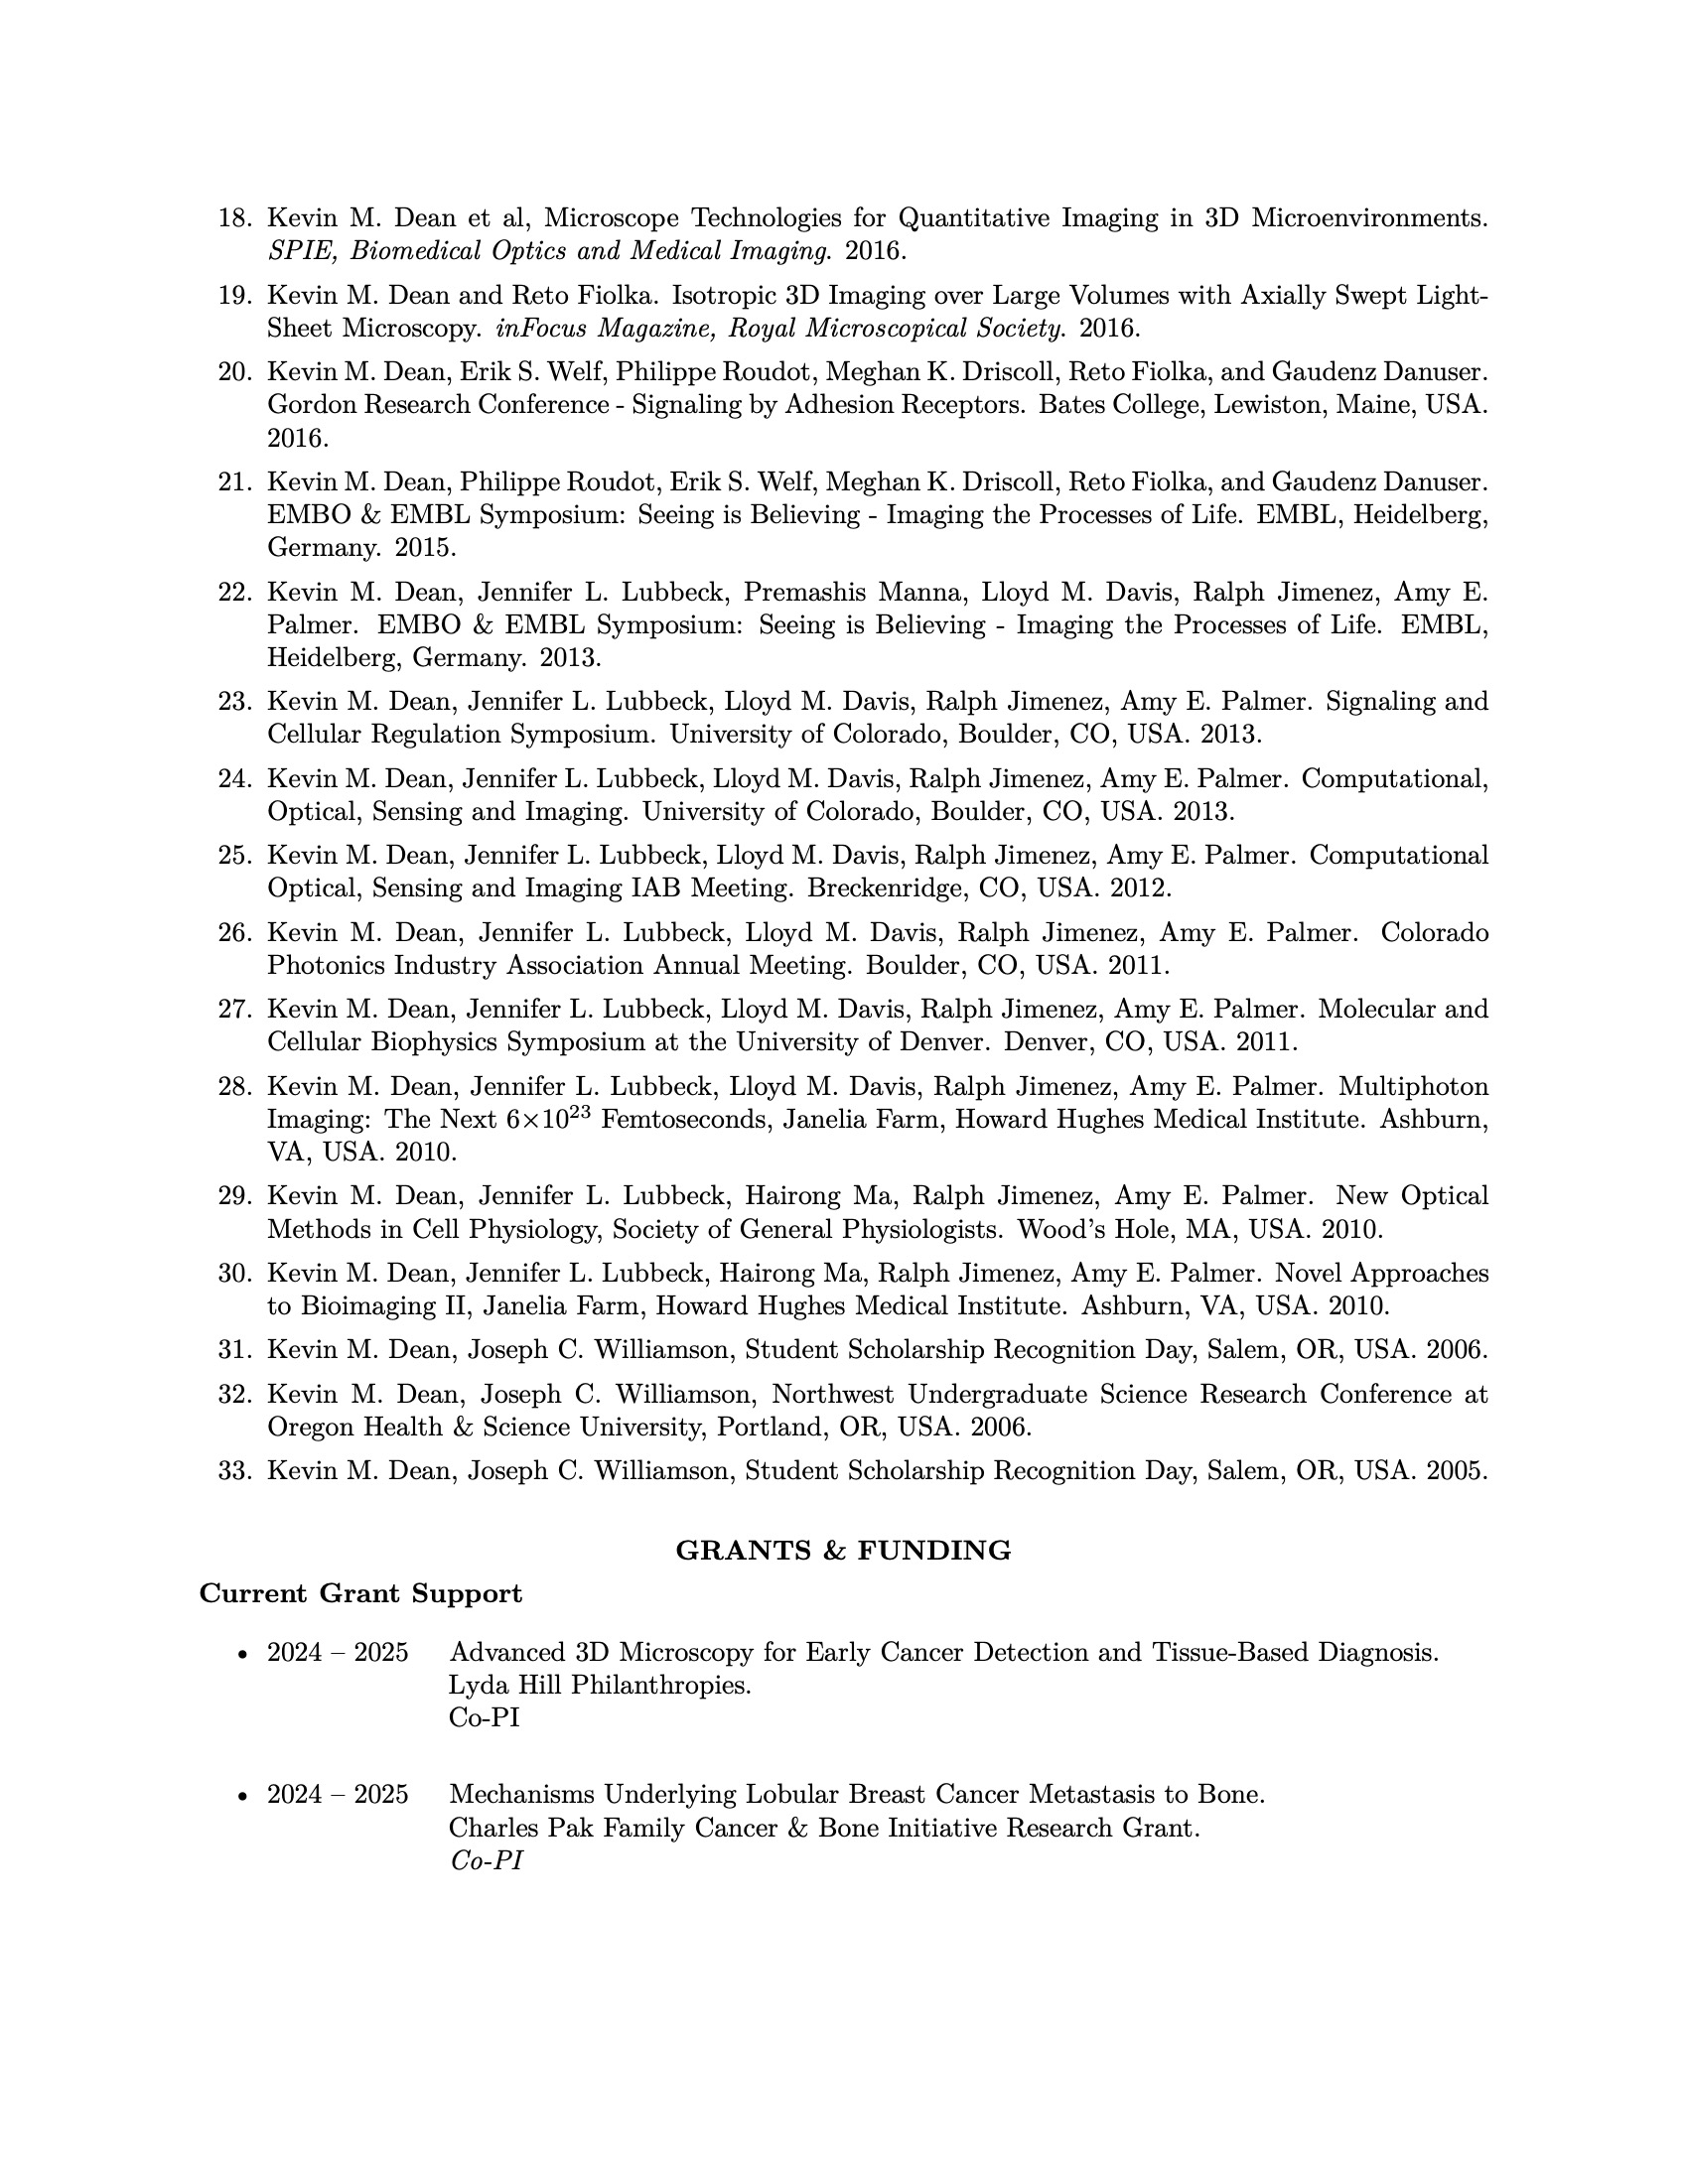 18. Kevin M. Dean et al, Microscope Technologies for Quantitative Imaging in 3D Microenvironments.
SPIE, Biomedical Optics and Medical Imaging. 2016.
19. Kevin M. Dean and Reto Fiolka. Isotropic 3D Imaging over Large Volumes with Axially Swept Light-
Sheet Microscopy. inFocus Magazine, Royal Microscopical Society. 2016.
20. Kevin M. Dean, Erik S. Welf, Philippe Roudot, Meghan K. Driscoll, Reto Fiolka, and Gaudenz Danuser.
Gordon Research Conference - Signaling by Adhesion Receptors. Bates College, Lewiston, Maine, USA.
2016.
21. Kevin M. Dean, Philippe Roudot, Erik S. Welf, Meghan K. Driscoll, Reto Fiolka, and Gaudenz Danuser.
EMBO & EMBL Symposium: Seeing is Believing - Imaging the Processes of Life. EMBL, Heidelberg,
Germany. 2015.
22. Kevin M. Dean, Jennifer L. Lubbeck, Premashis Manna, Lloyd M. Davis, Ralph Jimenez, Amy E.
Palmer. EMBO & EMBL Symposium: Seeing is Believing - Imaging the Processes of Life. EMBL,
Heidelberg, Germany. 2013.
23. Kevin M. Dean, Jennifer L. Lubbeck, Lloyd M. Davis, Ralph Jimenez, Amy E. Palmer. Signaling and
Cellular Regulation Symposium. University of Colorado, Boulder, CO, USA. 2013.
24. Kevin M. Dean, Jennifer L. Lubbeck, Lloyd M. Davis, Ralph Jimenez, Amy E. Palmer. Computational,
Optical, Sensing and Imaging. University of Colorado, Boulder, CO, USA. 2013.
25. Kevin M. Dean, Jennifer L. Lubbeck, Lloyd M. Davis, Ralph Jimenez, Amy E. Palmer. Computational
Optical, Sensing and Imaging IAB Meeting. Breckenridge, CO, USA. 2012.
26. Kevin M. Dean, Jennifer L. Lubbeck, Lloyd M. Davis, Ralph Jimenez, Amy E. Palmer. Colorado
Photonics Industry Association Annual Meeting. Boulder, CO, USA. 2011.
27. Kevin M. Dean, Jennifer L. Lubbeck, Lloyd M. Davis, Ralph Jimenez, Amy E. Palmer. Molecular and
Cellular Biophysics Symposium at the University of Denver. Denver, CO, USA. 2011.
28. Kevin M. Dean, Jennifer L. Lubbeck, Lloyd M. Davis, Ralph Jimenez, Amy E. Palmer. Multiphoton
Imaging: The Next 6×10²³ Femtoseconds, Janelia Farm, Howard Hughes Medical Institute. Ashburn,
VA, USA. 2010.
29. Kevin M. Dean, Jennifer L. Lubbeck, Hairong Ma, Ralph Jimenez, Amy E. Palmer. New Optical
Methods in Cell Physiology, Society of General Physiologists. Wood's Hole, MA, USA. 2010.
30. Kevin M. Dean, Jennifer L. Lubbeck, Hairong Ma, Ralph Jimenez, Amy E. Palmer. Novel Approaches
to Bioimaging II, Janelia Farm, Howard Hughes Medical Institute. Ashburn, VA, USA. 2010.
31. Kevin M. Dean, Joseph C. Williamson, Student Scholarship Recognition Day, Salem, OR, USA. 2006.
32. Kevin M. Dean, Joseph C. Williamson, Northwest Undergraduate Science Research Conference at
Oregon Health & Science University, Portland, OR, USA. 2006.
33. Kevin M. Dean, Joseph C. Williamson, Student Scholarship Recognition Day, Salem, OR, USA. 2005.
GRANTS & FUNDING
Current Grant Support
• 2024 – 2025 Advanced 3D Microscopy for Early Cancer Detection and Tissue-Based Diagnosis.
Lyda Hill Philanthropies.
Co-PI
• 2024 – 2025 Mechanisms Underlying Lobular Breast Cancer Metastasis to Bone.
Charles Pak Family Cancer & Bone Initiative Research Grant.
Co-PI